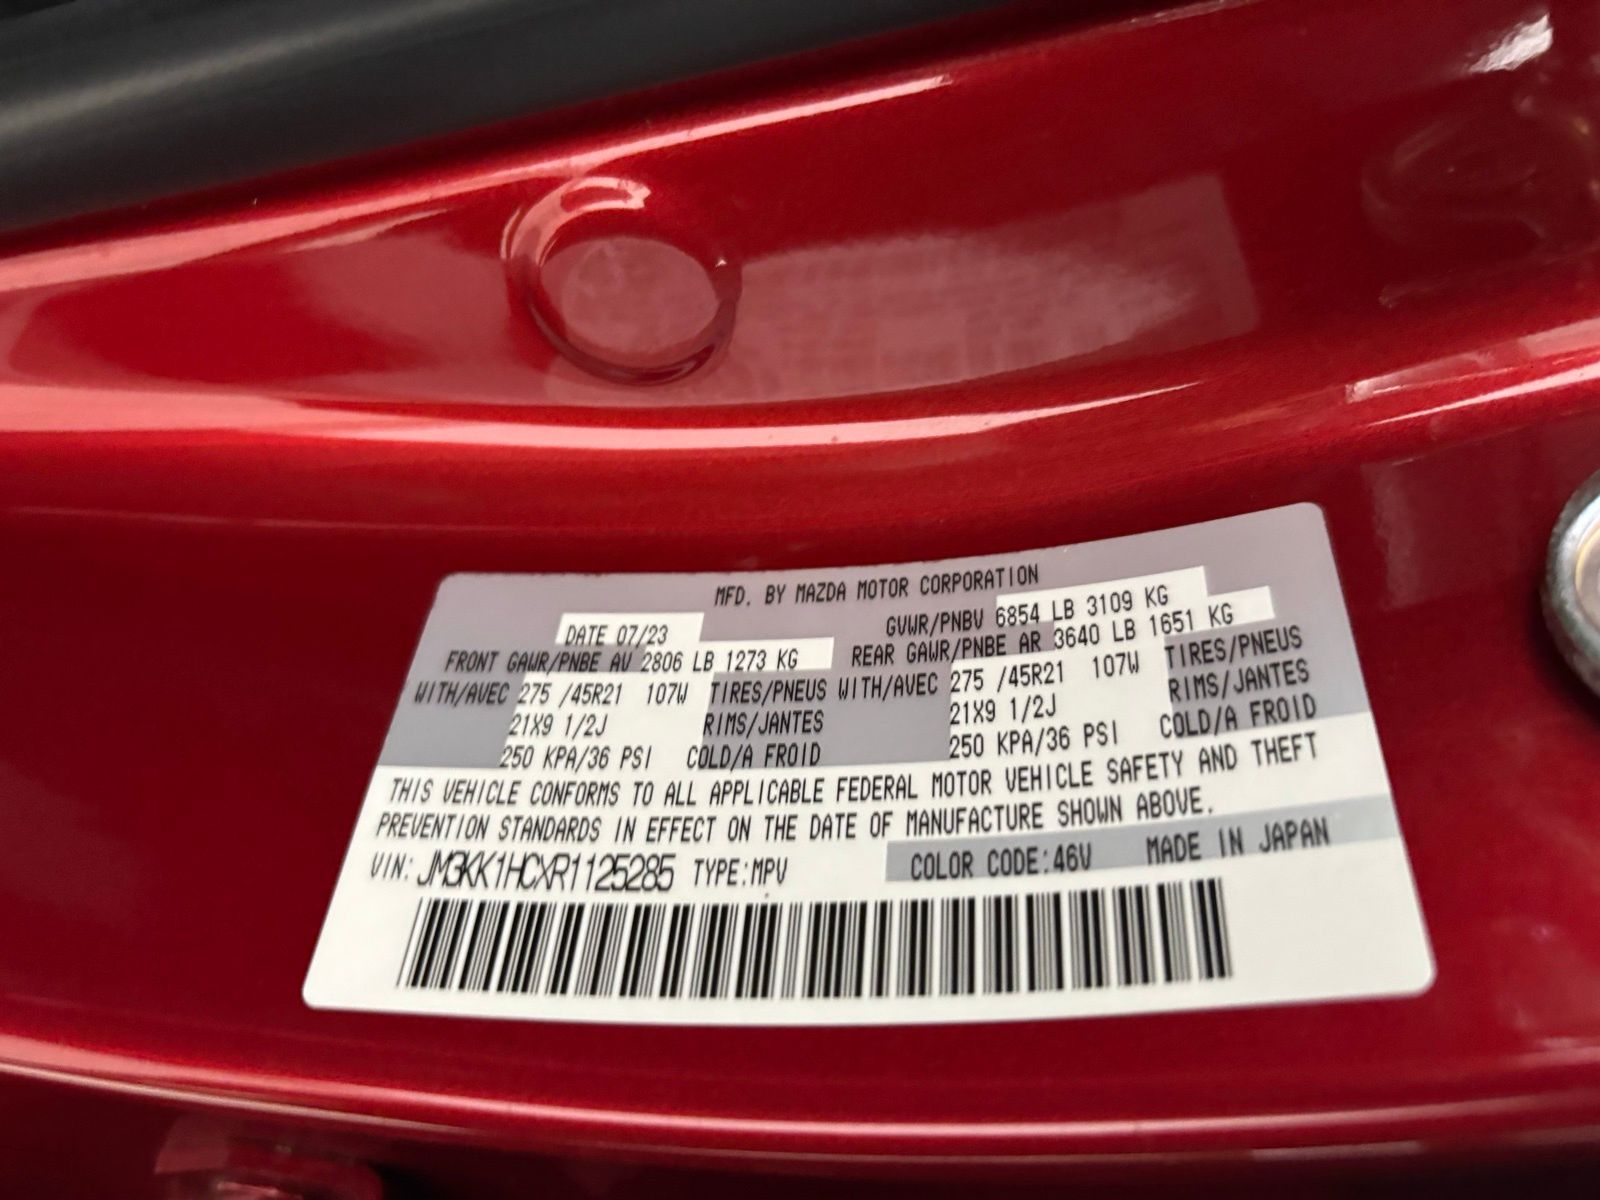 MFD. BY MAZDA MOTOR CORPORATION
DATE 07/23 GVWR/PNBV 6854 LB 3109 KG
FRONT GAWR/PNBE AV 2806 LB 1273 KG REAR GAWR/PNBE AR 3640 LB 1651 KG
WITH/AVEC 275 /45R21 107W TIRES/PNEUS WITH/AVEC 275 /45R21 107W TIRES/PNEUS
21X9 1/2J RIMS/JANTES 21X9 1/2J RIMS/JANTES
250 KPA/36 PSI COLD/A FROID 250 KPA/36 PSI COLD/A FROID
THIS VEHICLE CONFORMS TO ALL APPLICABLE FEDERAL MOTOR VEHICLE SAFETY AND THEFT
PREVENTION STANDARDS IN EFFECT ON THE DATE OF MANUFACTURE SHOWN ABOVE.
VIN: JM3KK1HCXR1125285 TYPE:MPV COLOR CODE:46V MADE IN JAPAN